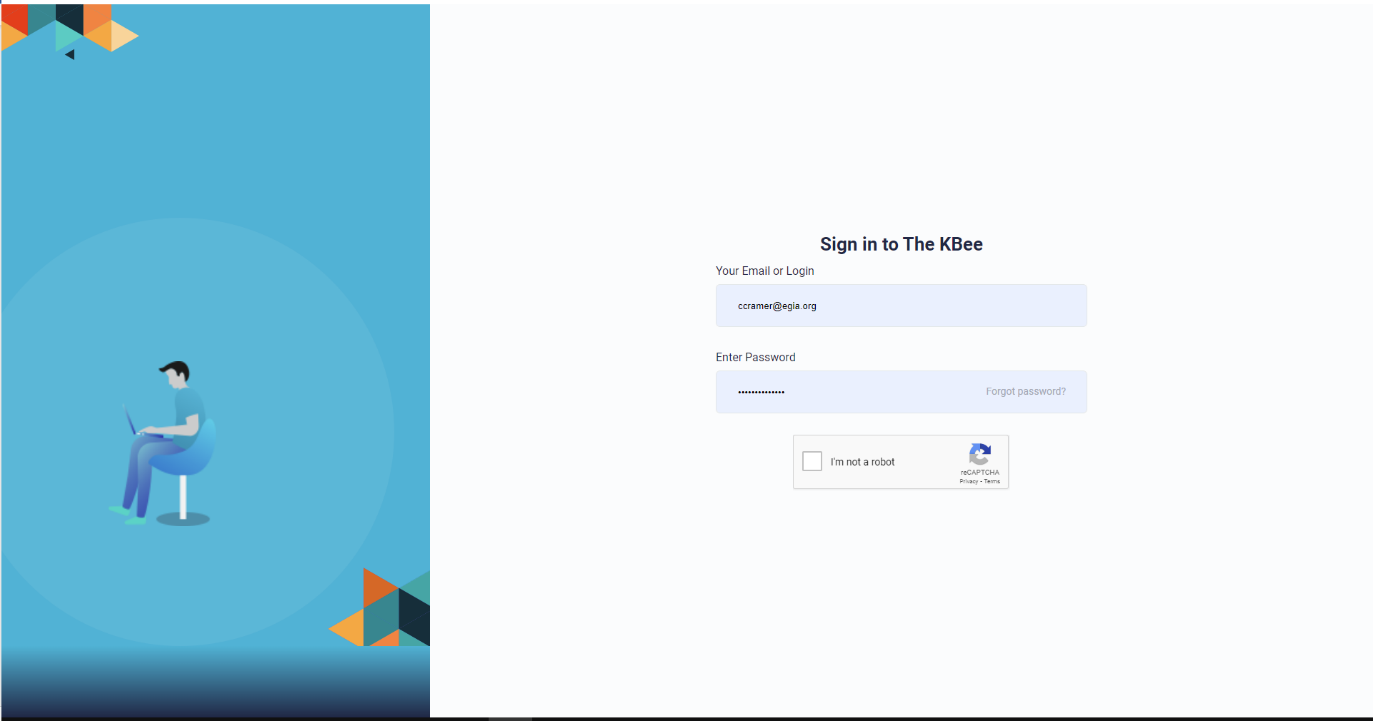 Sign in to The KBee
Your Email or Login
ccramer@egia.org
Enter Password
••••••••••••••
Forgot password?
I'm not a robot
reCAPTCHA
Privacy - Terms